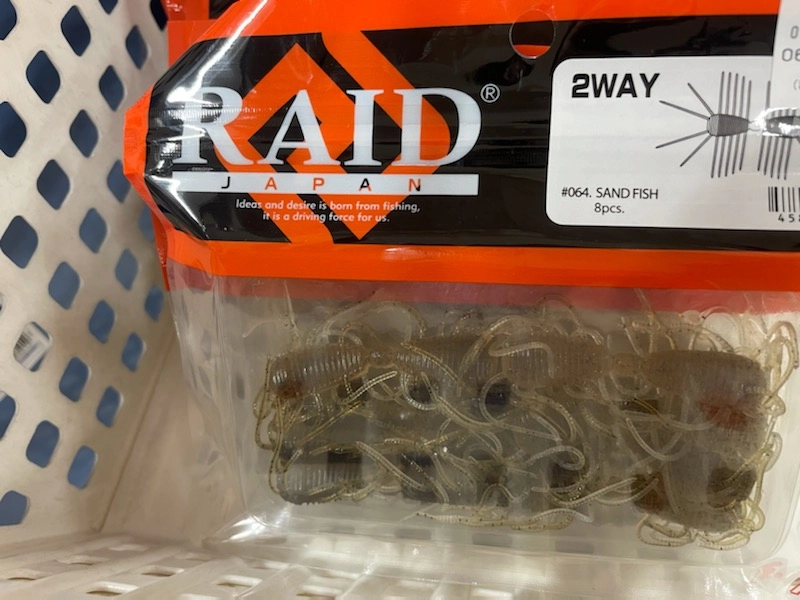 RAID®
JAPAN
Ideas and desire is born from fishing,
it is a driving force for us.
2WAY
#064. SAND FISH
8pcs.